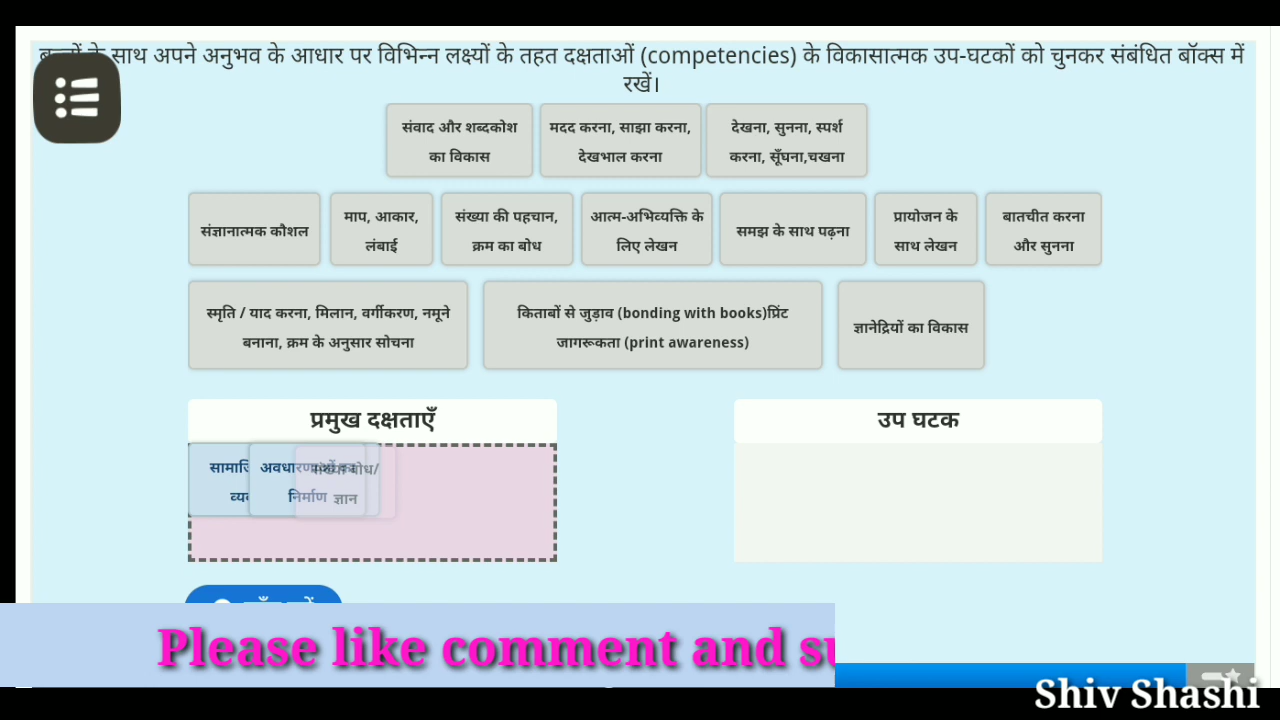 साथ अपने अनुभव के आधार पर विभिन्न लक्ष्यों के तहत दक्षताओं (competencies) के विकासात्मक उप-घटकों को चुनकर संबंधित बॉक्स में
रखें।
संवाद और शब्दकोश
का विकास
मदद करना, साझा करना,
देखभाल करना
देखना, सुनना, स्पर्श
करना, सूँघना,चखना
संज्ञानात्मक कौशल
माप, आकार,
लंबाई
संख्या की पहचान,
क्रम का बोध
आत्म-अभिव्यक्ति के
लिए लेखन
समझ के साथ पढ़ना
प्रायोजन के
साथ लेखन
बातचीत करना
और सुनना
स्मृति / याद करना, मिलान, वर्गीकरण, नमूने
बनाना, क्रम के अनुसार सोचना
किताबों से जुड़ाव (bonding with books)प्रिंट
जागरूकता (print awareness)
ज्ञानेद्रियों का विकास
प्रमुख दक्षताएँ
उप घटक
निर्माण
ज्ञान
Please like comment and
Shiv Shashi